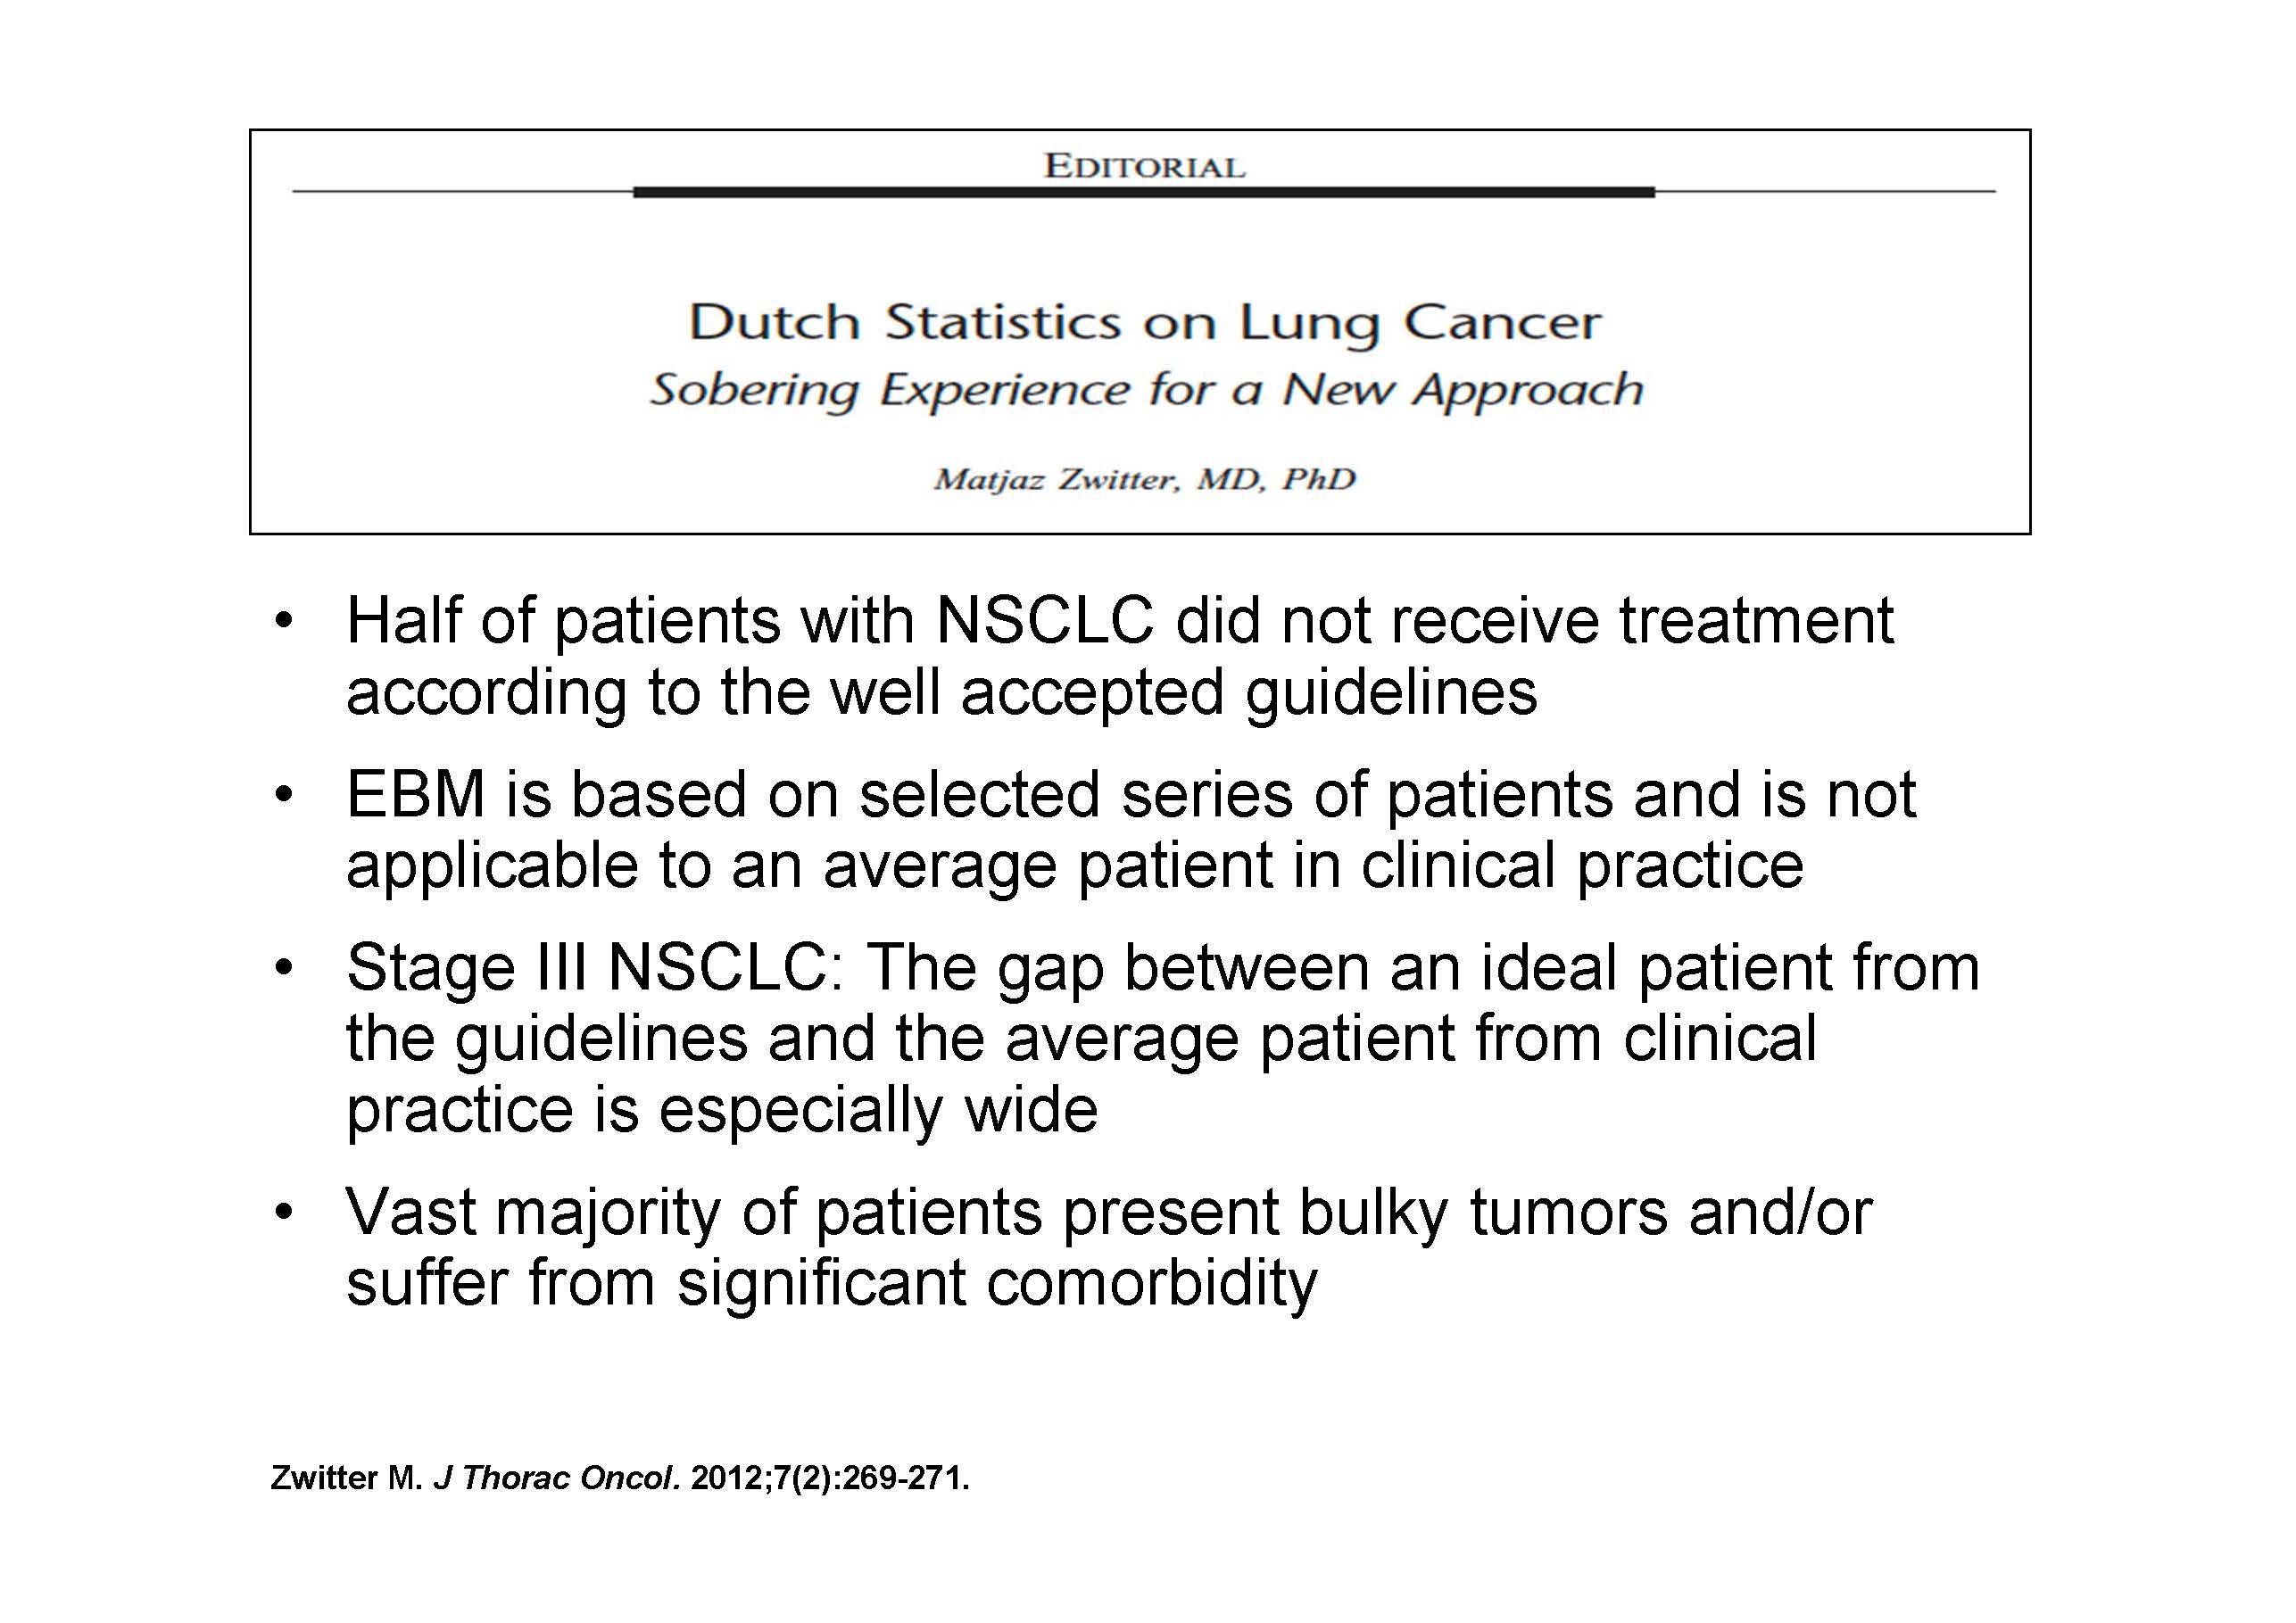 EDITORIAL
Dutch Statistics on Lung Cancer
Sobering Experience for a New Approach
Matjaz Zwitter, MD, PhD
• Half of patients with NSCLC did not receive treatment
according to the well accepted guidelines
• EBM is based on selected series of patients and is not
applicable to an average patient in clinical practice
• Stage III NSCLC: The gap between an ideal patient from
the guidelines and the average patient from clinical
practice is especially wide
• Vast majority of patients present bulky tumors and/or
suffer from significant comorbidity
Zwitter M. J Thorac Oncol. 2012;7(2):269-271.